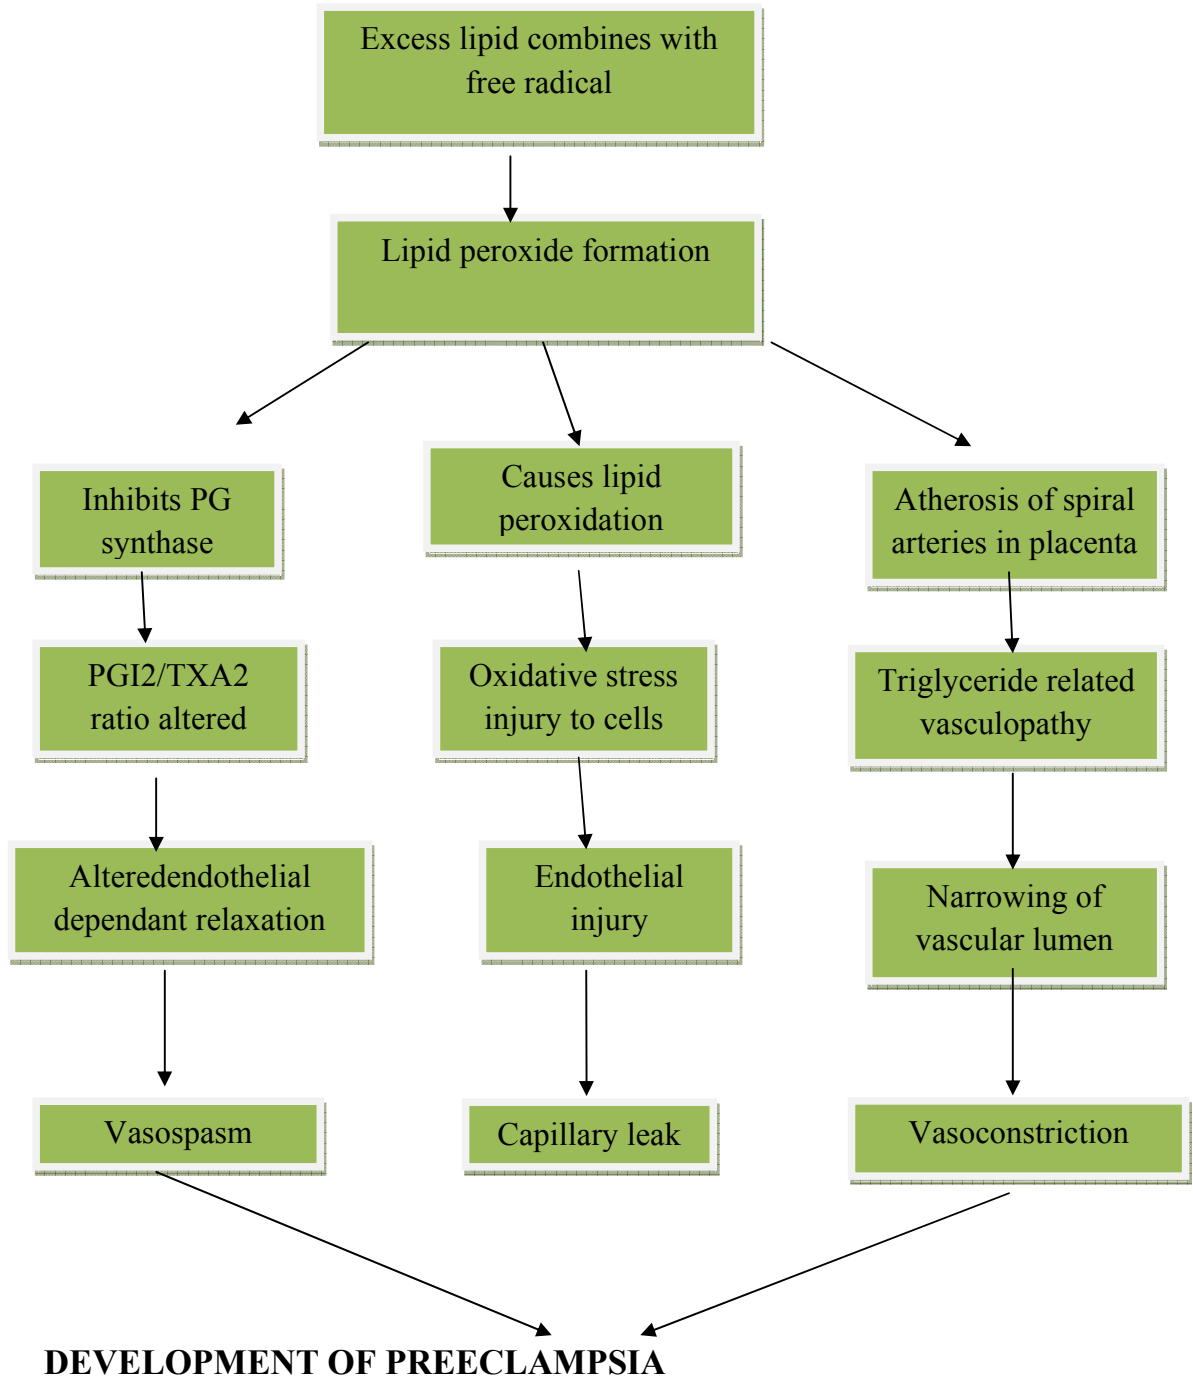 Excess lipid combines with
free radical
Lipid peroxide formation
Inhibits PG
synthase
Causes lipid
peroxidation
Atherosis of spiral
arteries in placenta
PGI2/TXA2
ratio altered
Oxidative stress
injury to cells
Triglyceride related
vasculopathy
Alteredendothelial
dependant relaxation
Endothelial
injury
Narrowing of
vascular lumen
Vasospasm
Capillary leak
Vasoconstriction
DEVELOPMENT OF PREECLAMPSIA